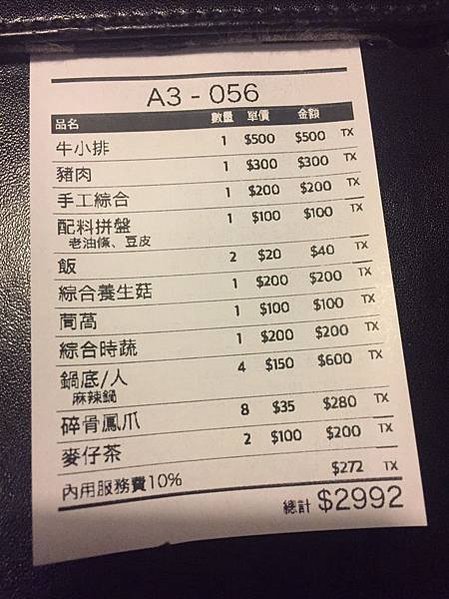 A3 - 056
品名 數量 單價 金額
牛小排 1 $500 $500 TX
豬肉 1 $300 $300 TX
手工綜合 1 $200 $200 TX
配料拼盤 1 $100 $100 TX
老油條、豆皮
飯 2 $20 $40 TX
綜合養生菇 1 $200 $200 TX
茼萵 1 $100 $100 TX
綜合時蔬 1 $200 $200 TX
鍋底/人 4 $150 $600 TX
麻辣鍋
碎骨鳳爪 8 $35 $280 TX
麥仔茶 2 $100 $200 TX
內用服務費10% $272 TX
總計 $2992